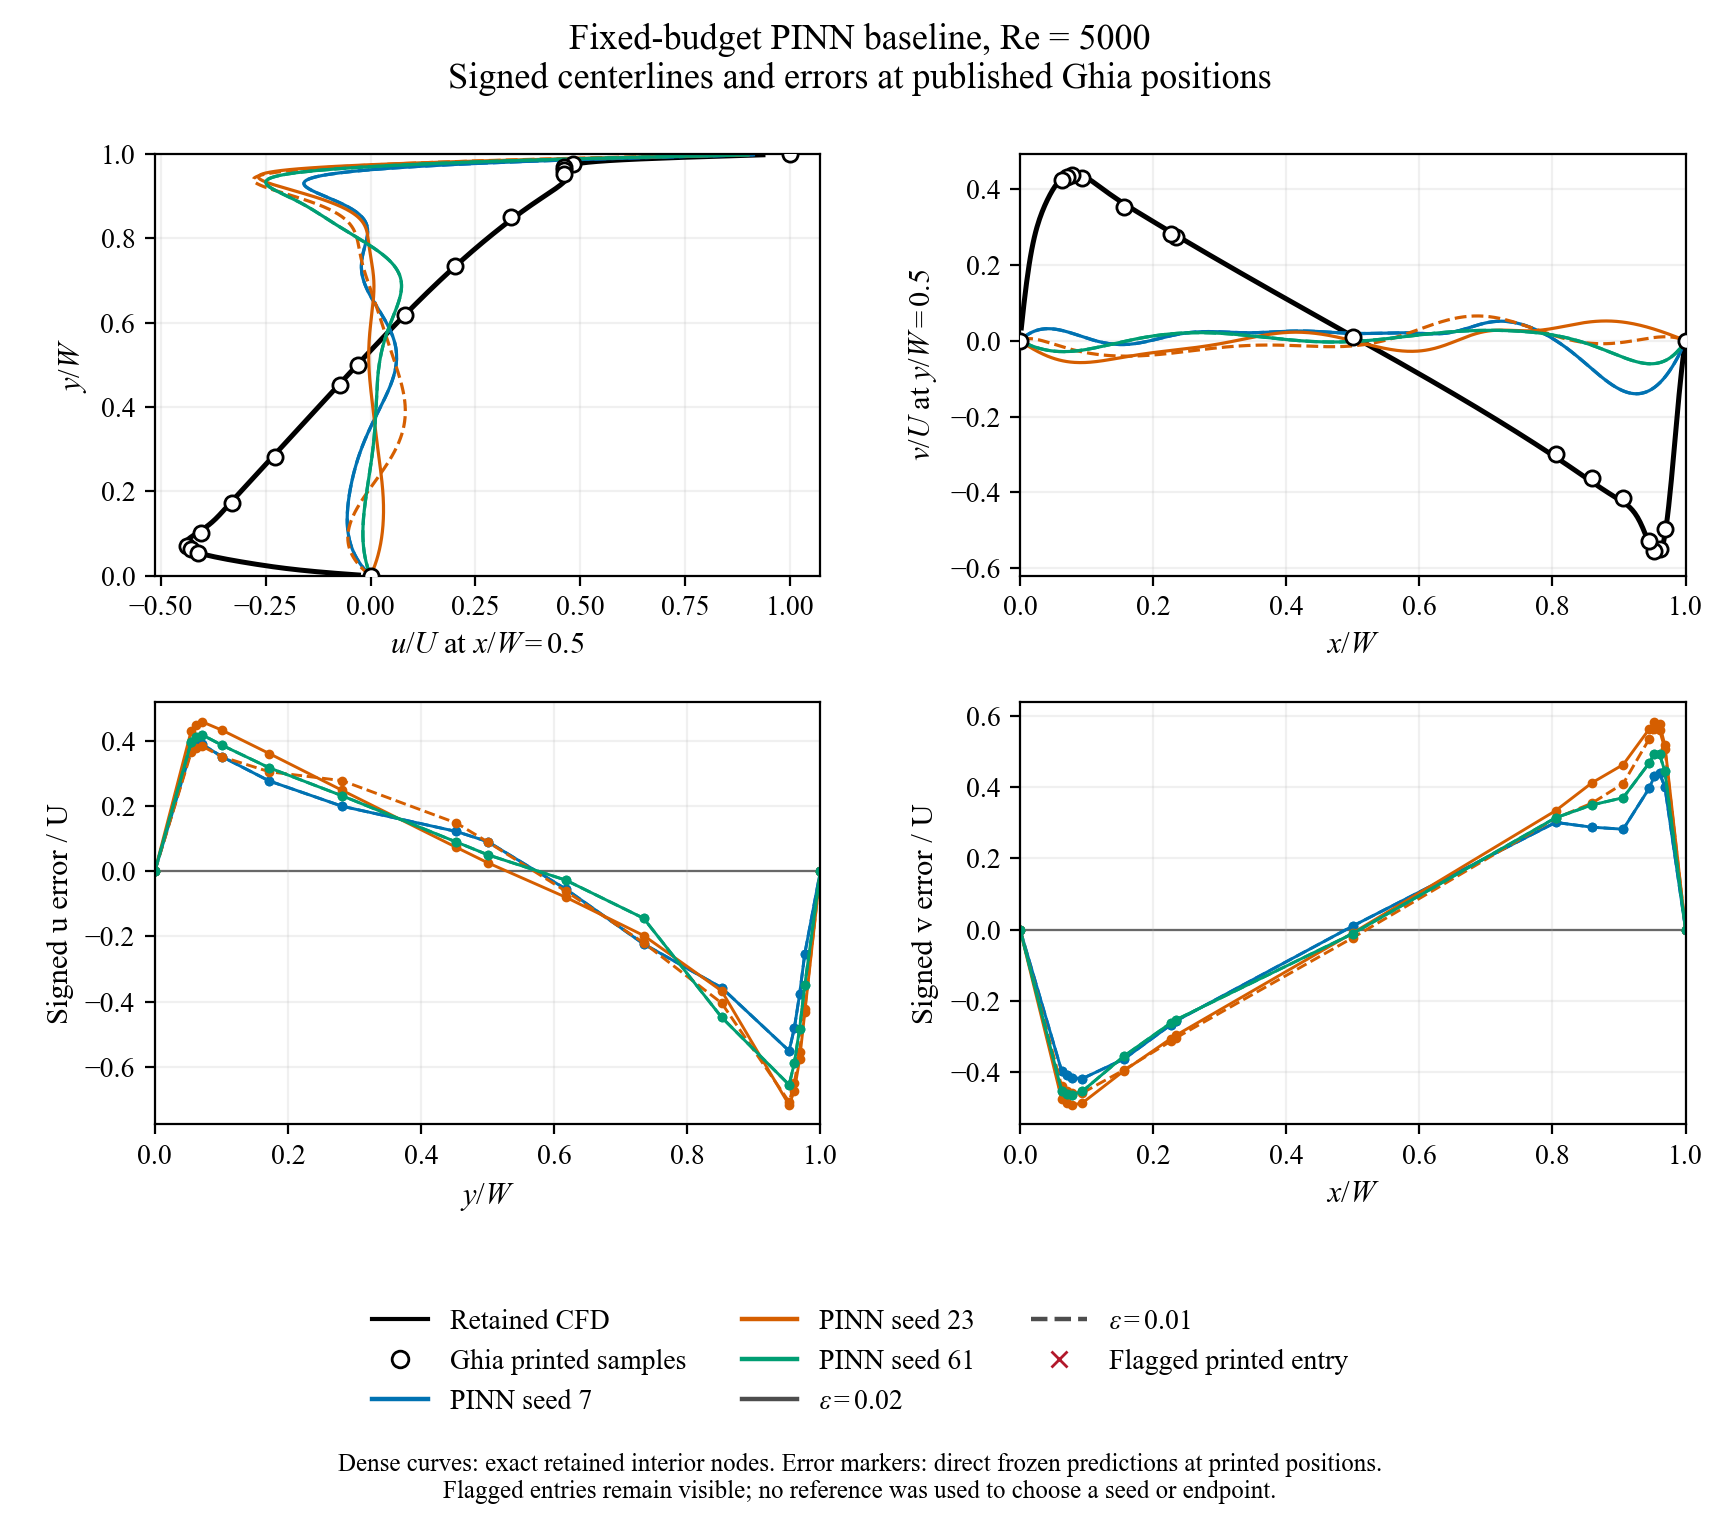 Fixed-budget PINN baseline, Re = 5000
Signed centerlines and errors at published Ghia positions
1.0
0.8
0.6
0.4
0.2
0.0
y/W
−0.50
−0.25
0.00
0.25
0.50
0.75
1.00
u/U at x/W=0.5
0.4
0.2
0.0
−0.2
−0.4
−0.6
v/U at y/W=0.5
0.0
0.2
0.4
0.6
0.8
1.0
x/W
0.4
0.2
0.0
−0.2
−0.4
−0.6
Signed u error / U
0.0
0.2
0.4
0.6
0.8
1.0
y/W
0.6
0.4
0.2
0.0
−0.2
−0.4
Signed v error / U
0.0
0.2
0.4
0.6
0.8
1.0
x/W
Retained CFD
Ghia printed samples
PINN seed 7
PINN seed 23
PINN seed 61
ε=0.02
ε=0.01
Flagged printed entry
Dense curves: exact retained interior nodes. Error markers: direct frozen predictions at printed positions.
Flagged entries remain visible; no reference was used to choose a seed or endpoint.